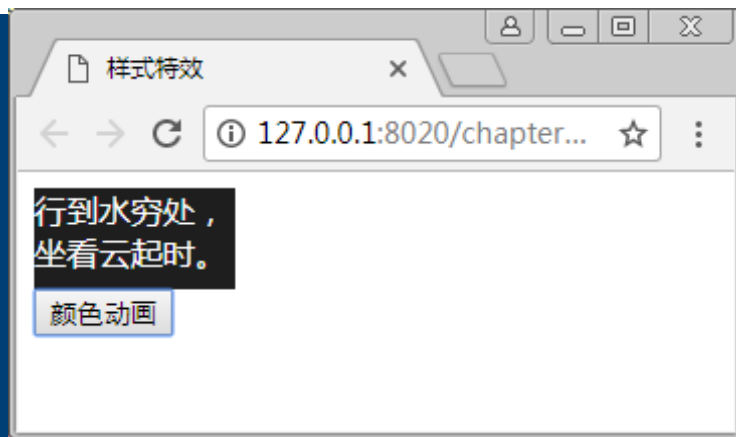 样式特效
127.0.0.1:8020/chapter...
行到水穷处，
坐看云起时。
颜色动画